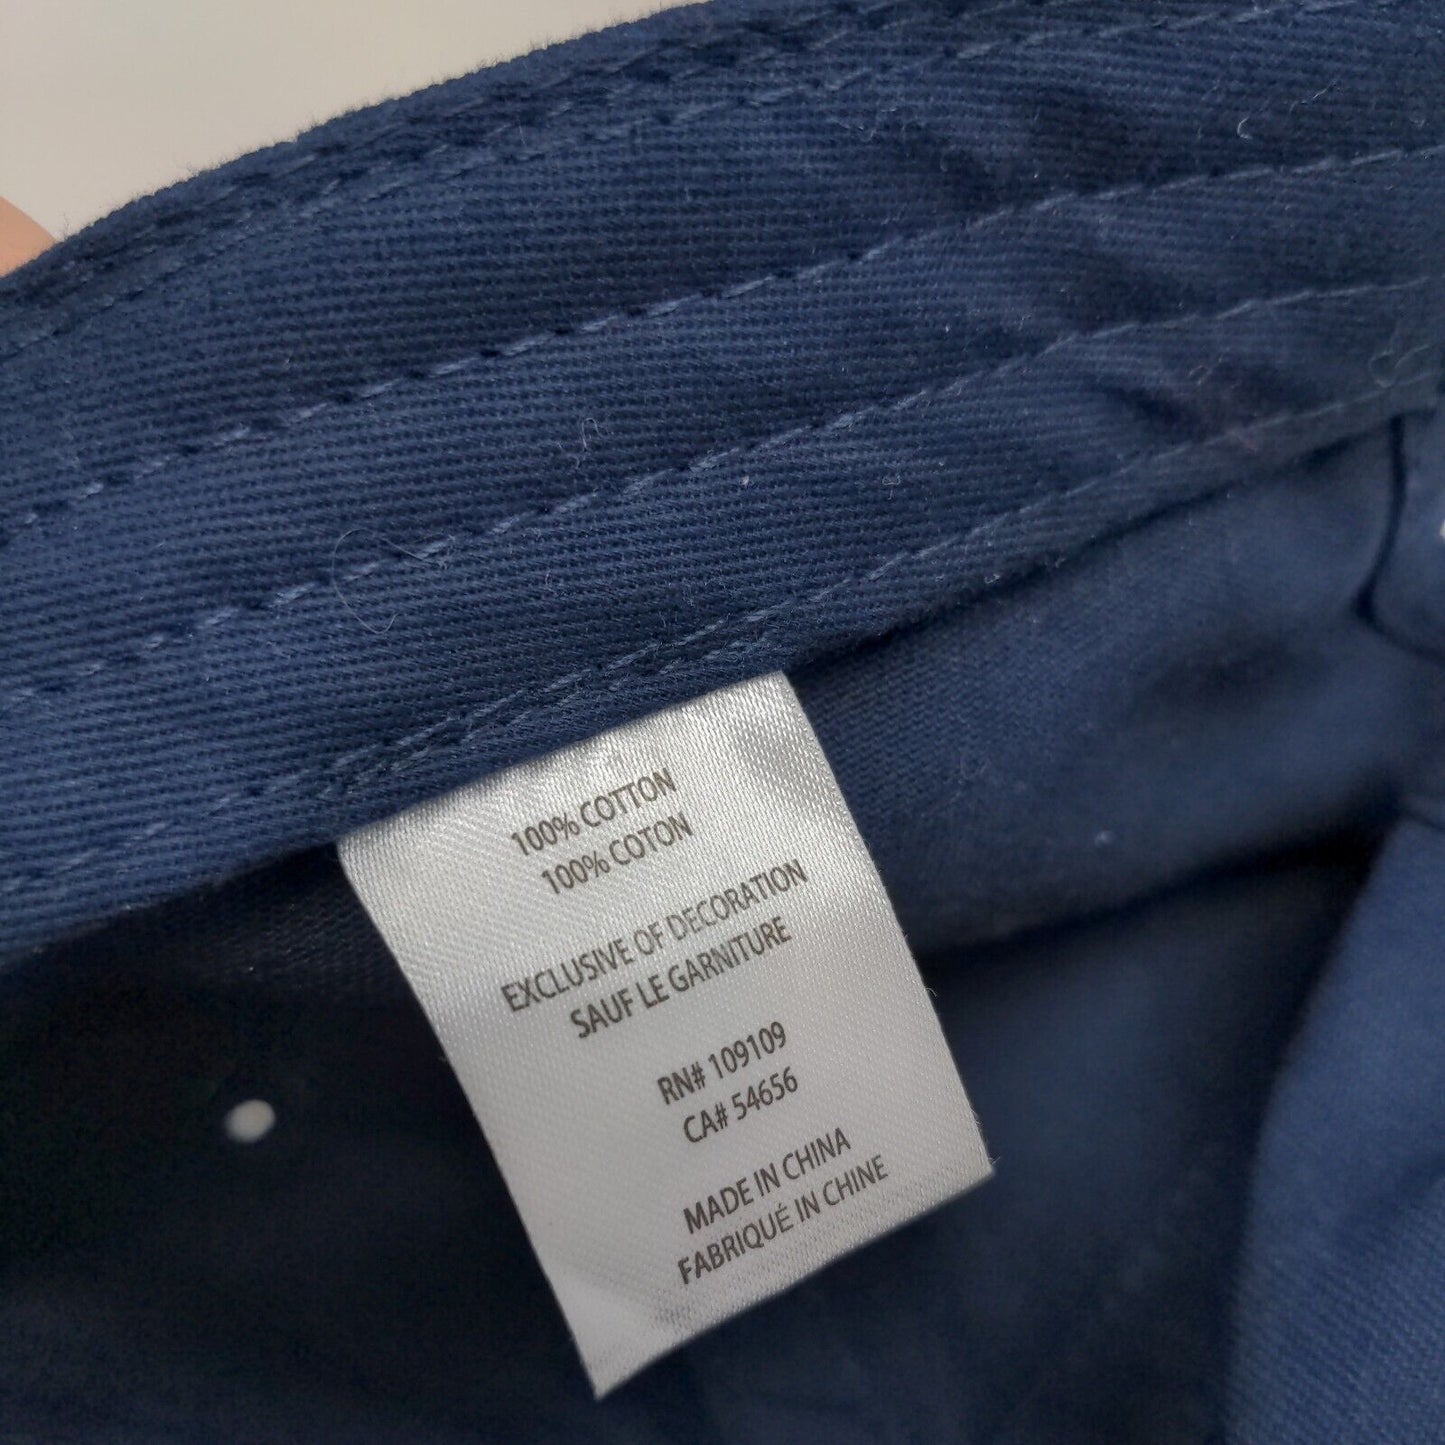 100% COTTON
100% COTON
EXCLUSIVE OF DECORATION
SAUF LE GARNITURE
RN# 109109
CA# 54656
MADE IN CHINA
FABRIQUÉ IN CHINE